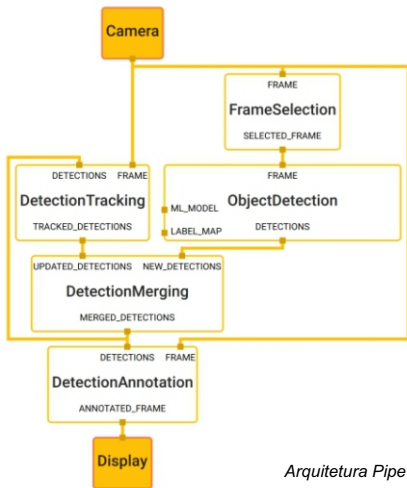 Camera
FRAME
FrameSelection
SELECTED_FRAME
DETECTIONS FRAME
DetectionTracking
TRACKED_DETECTIONS
FRAME
ML_MODEL
ObjectDetection
LABEL_MAP
DETECTIONS
UPDATED_DETECTIONS NEW_DETECTIONS
DetectionMerging
MERGED_DETECTIONS
DETECTIONS FRAME
DetectionAnnotation
ANNOTATED_FRAME
Display
Arquitetura Pipe